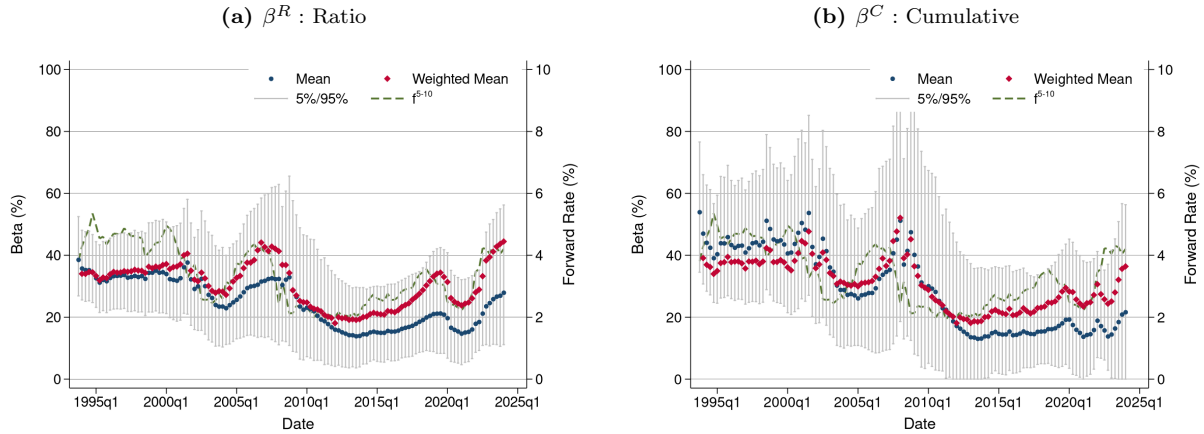 (a) β^R : Ratio
Mean
Weighted Mean
5%/95%
f^5-10
100
80
60
40
20
0
Beta (%)
10
8
6
4
2
0
Forward Rate (%)
1995q1 2000q1 2005q1 2010q1 2015q1 2020q1 2025q1
Date
(b) β^C : Cumulative
Mean
Weighted Mean
5%/95%
f^5-10
100
80
60
40
20
0
Beta (%)
10
8
6
4
2
0
Forward Rate (%)
1995q1 2000q1 2005q1 2010q1 2015q1 2020q1 2025q1
Date